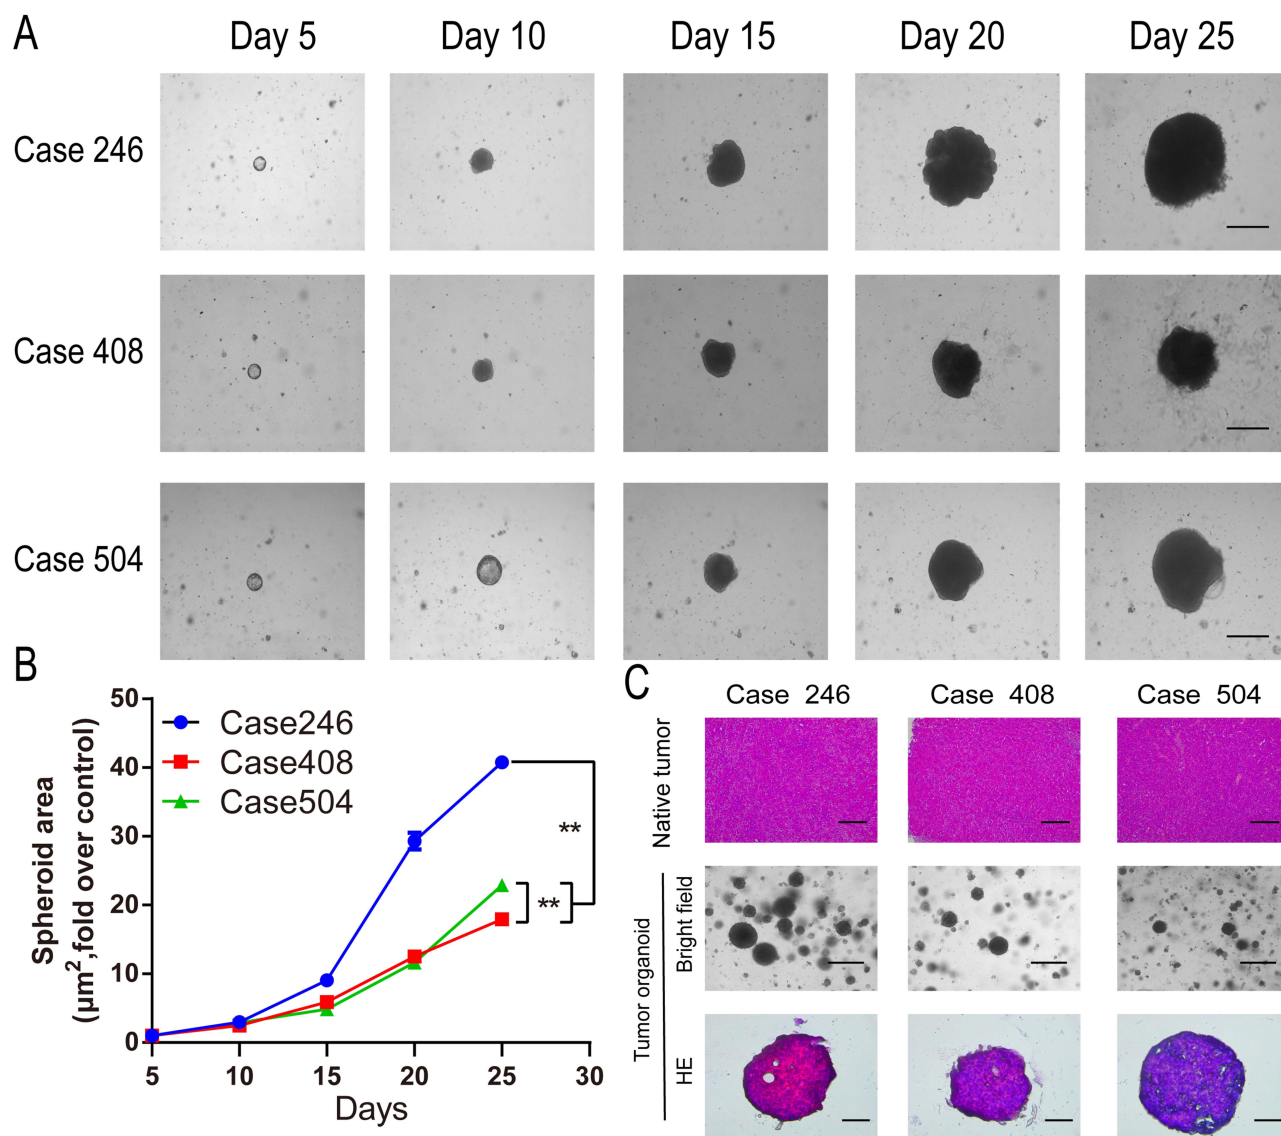 A
Day 5 Day 10 Day 15 Day 20 Day 25
Case 246
Case 408
Case 504
B
50
40
30
20
10
0
Spheroid area
(μm²,fold over control)
Case246
Case408
Case504
**
**
5 10 15 20 25 30
Days
C
Case 246 Case 408 Case 504
Native tumor
Tumor organoid
Bright field
HE